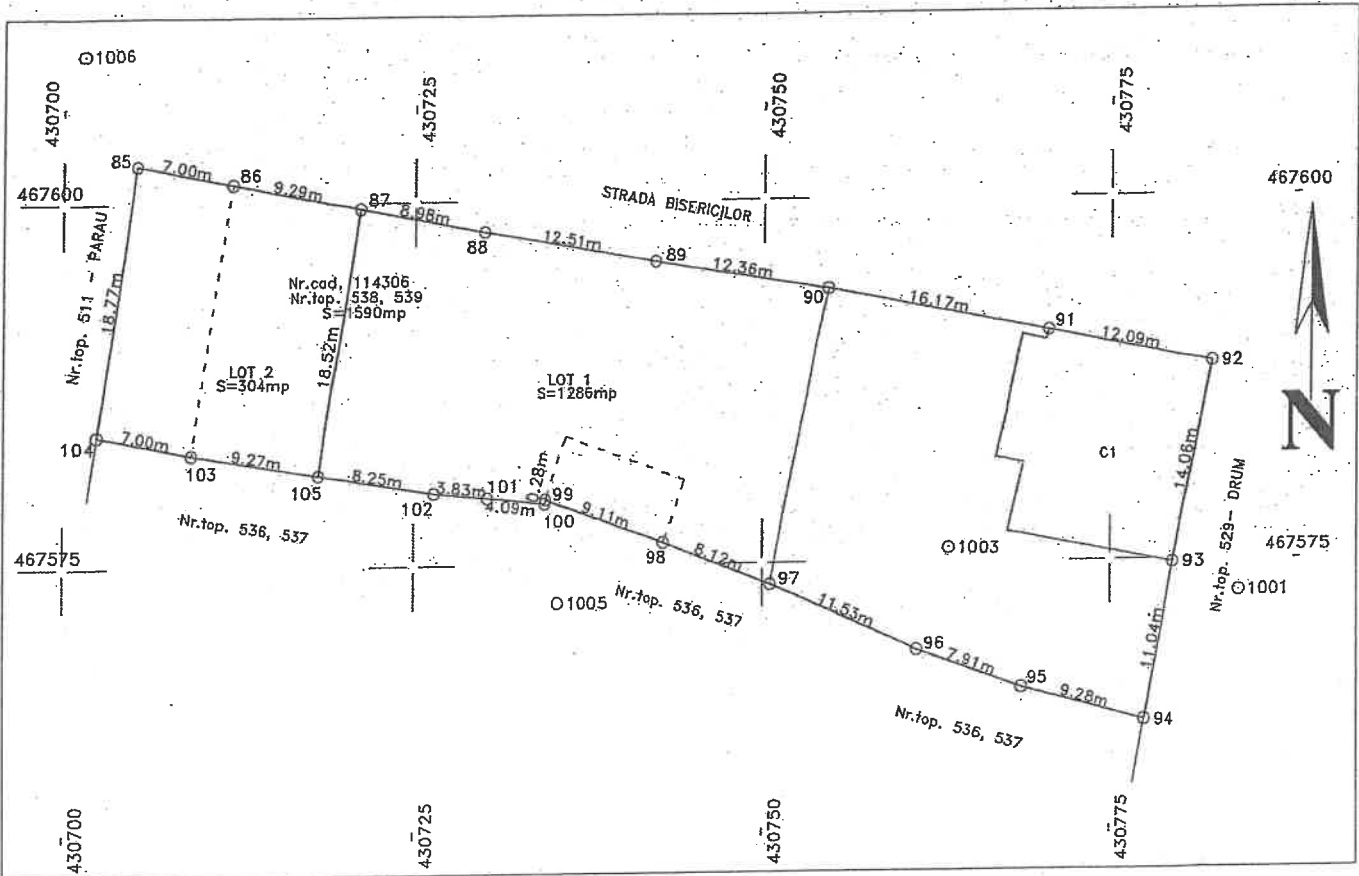 1006
430700
430725
430750
430775
85
7.00m
86
9.29m
87
8.98m
88
12.51m
89
12.36m
90
16.17m
91
12.09m
92
STRADA BISERICILOR
467600
467600
Nr.top. 511 - PARAU
18.77m
Nr.cad. 114306
Nr.top. 538, 539
S=1590mp
18.52m
LOT 2
S=304mp
LOT 1
S=1286mp
C1
14.06m
N
104
7.00m
103
9.27m
105
8.25m
102
3.83m
101
4.09m
0.28m
99
100
9.11m
98
8.12m
97
11.53m
96
7.91m
95
9.28m
94
11.04m
93
Nr.top. 529- DRUM
1001
1003
1005
Nr.top. 536, 537
Nr.top. 536, 537
Nr.top. 536, 537
467575
467575
430700
430725
430750
430775